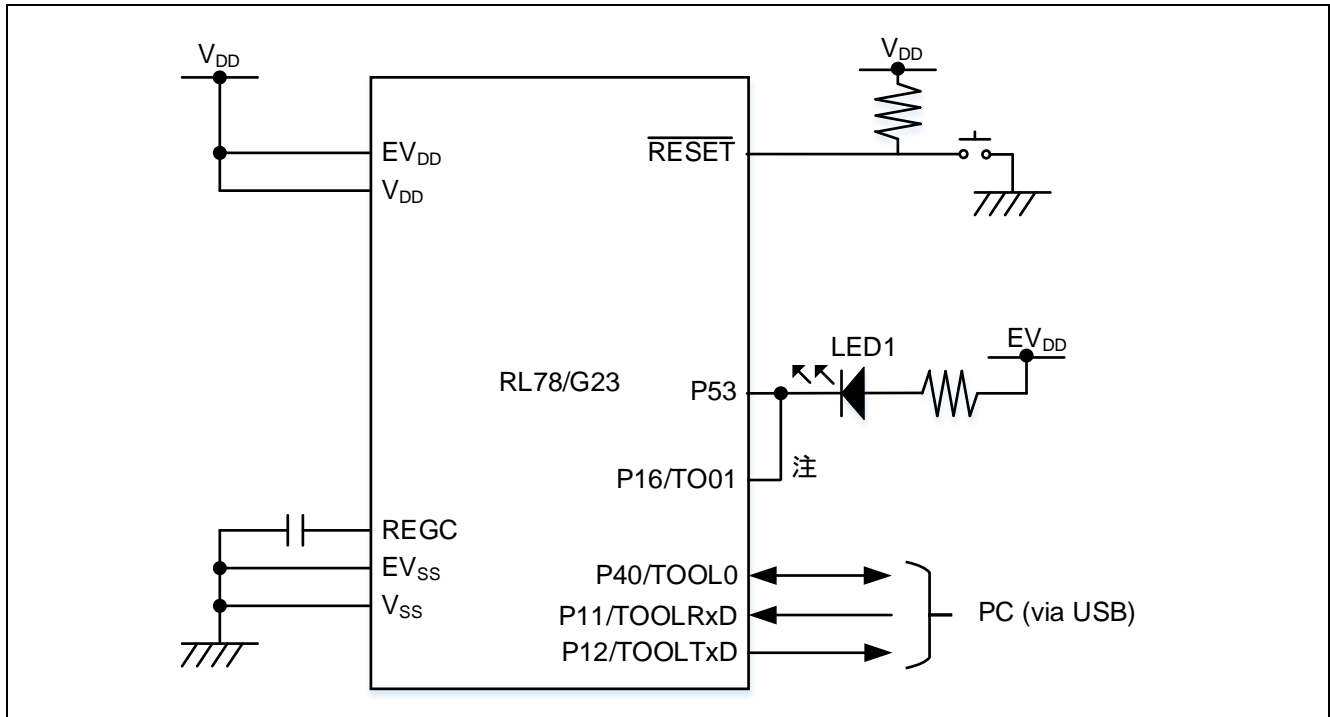 VDD
EVDD
VDD
RESET
VDD
RL78/G23
P53
LED1
EVDD
P16/TO01
注
REGC
EVSS
VSS
P40/TOOL0
P11/TOOLRxD
P12/TOOLTxD
PC (via USB)